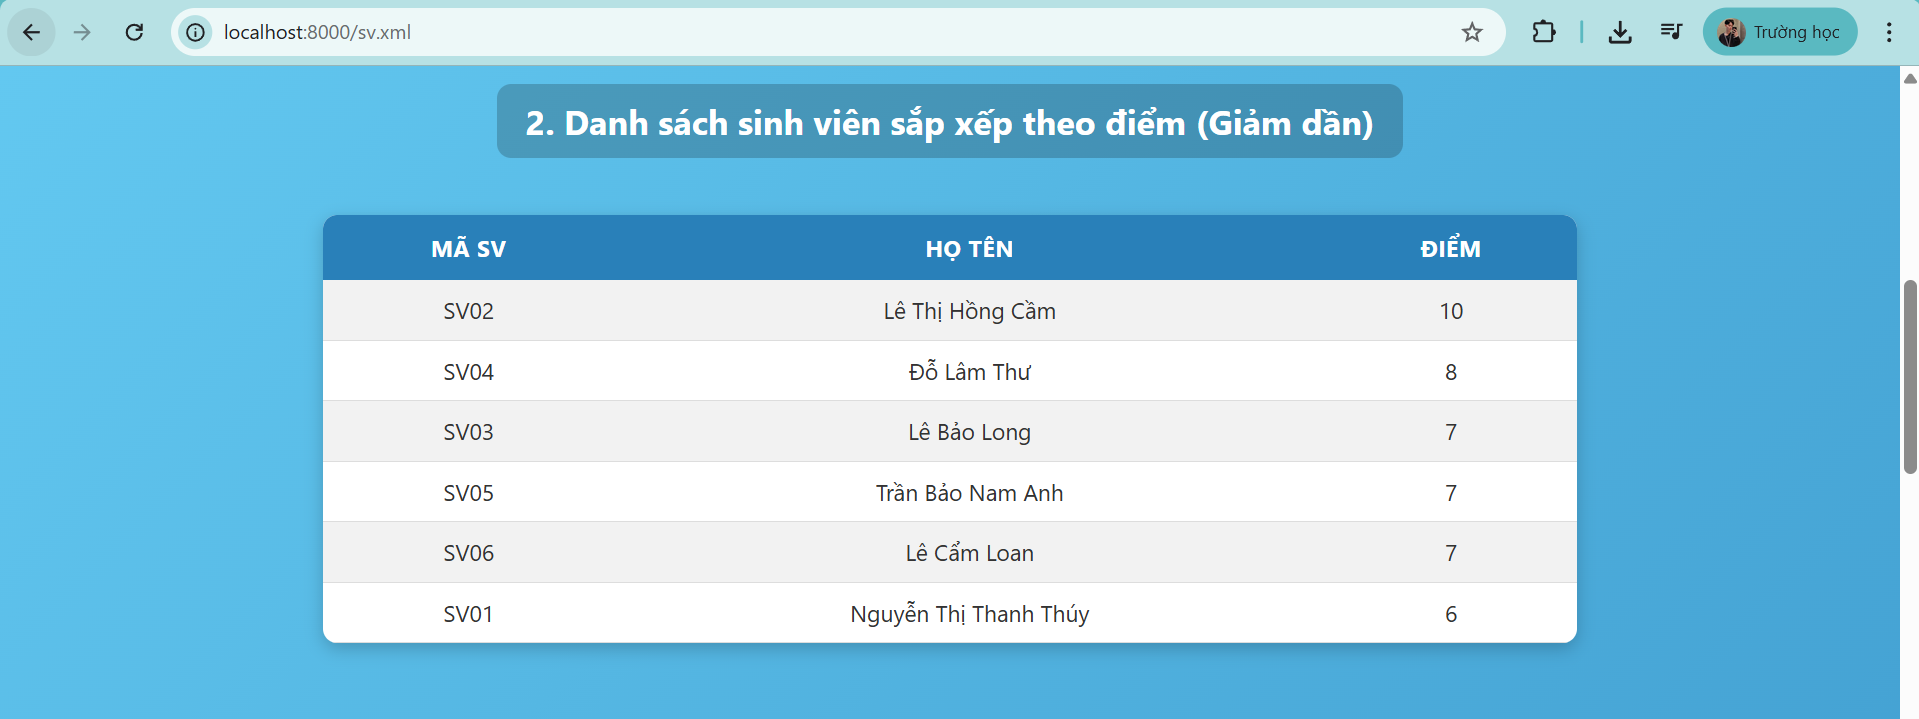 localhost:8000/sv.xml
Trường học
2. Danh sách sinh viên sắp xếp theo điểm (Giảm dần)
MÃ SV HỌ TÊN ĐIỂM
SV02 Lê Thị Hồng Cầm 10
SV04 Đỗ Lâm Thư 8
SV03 Lê Bảo Long 7
SV05 Trần Bảo Nam Anh 7
SV06 Lê Cẩm Loan 7
SV01 Nguyễn Thị Thanh Thúy 6